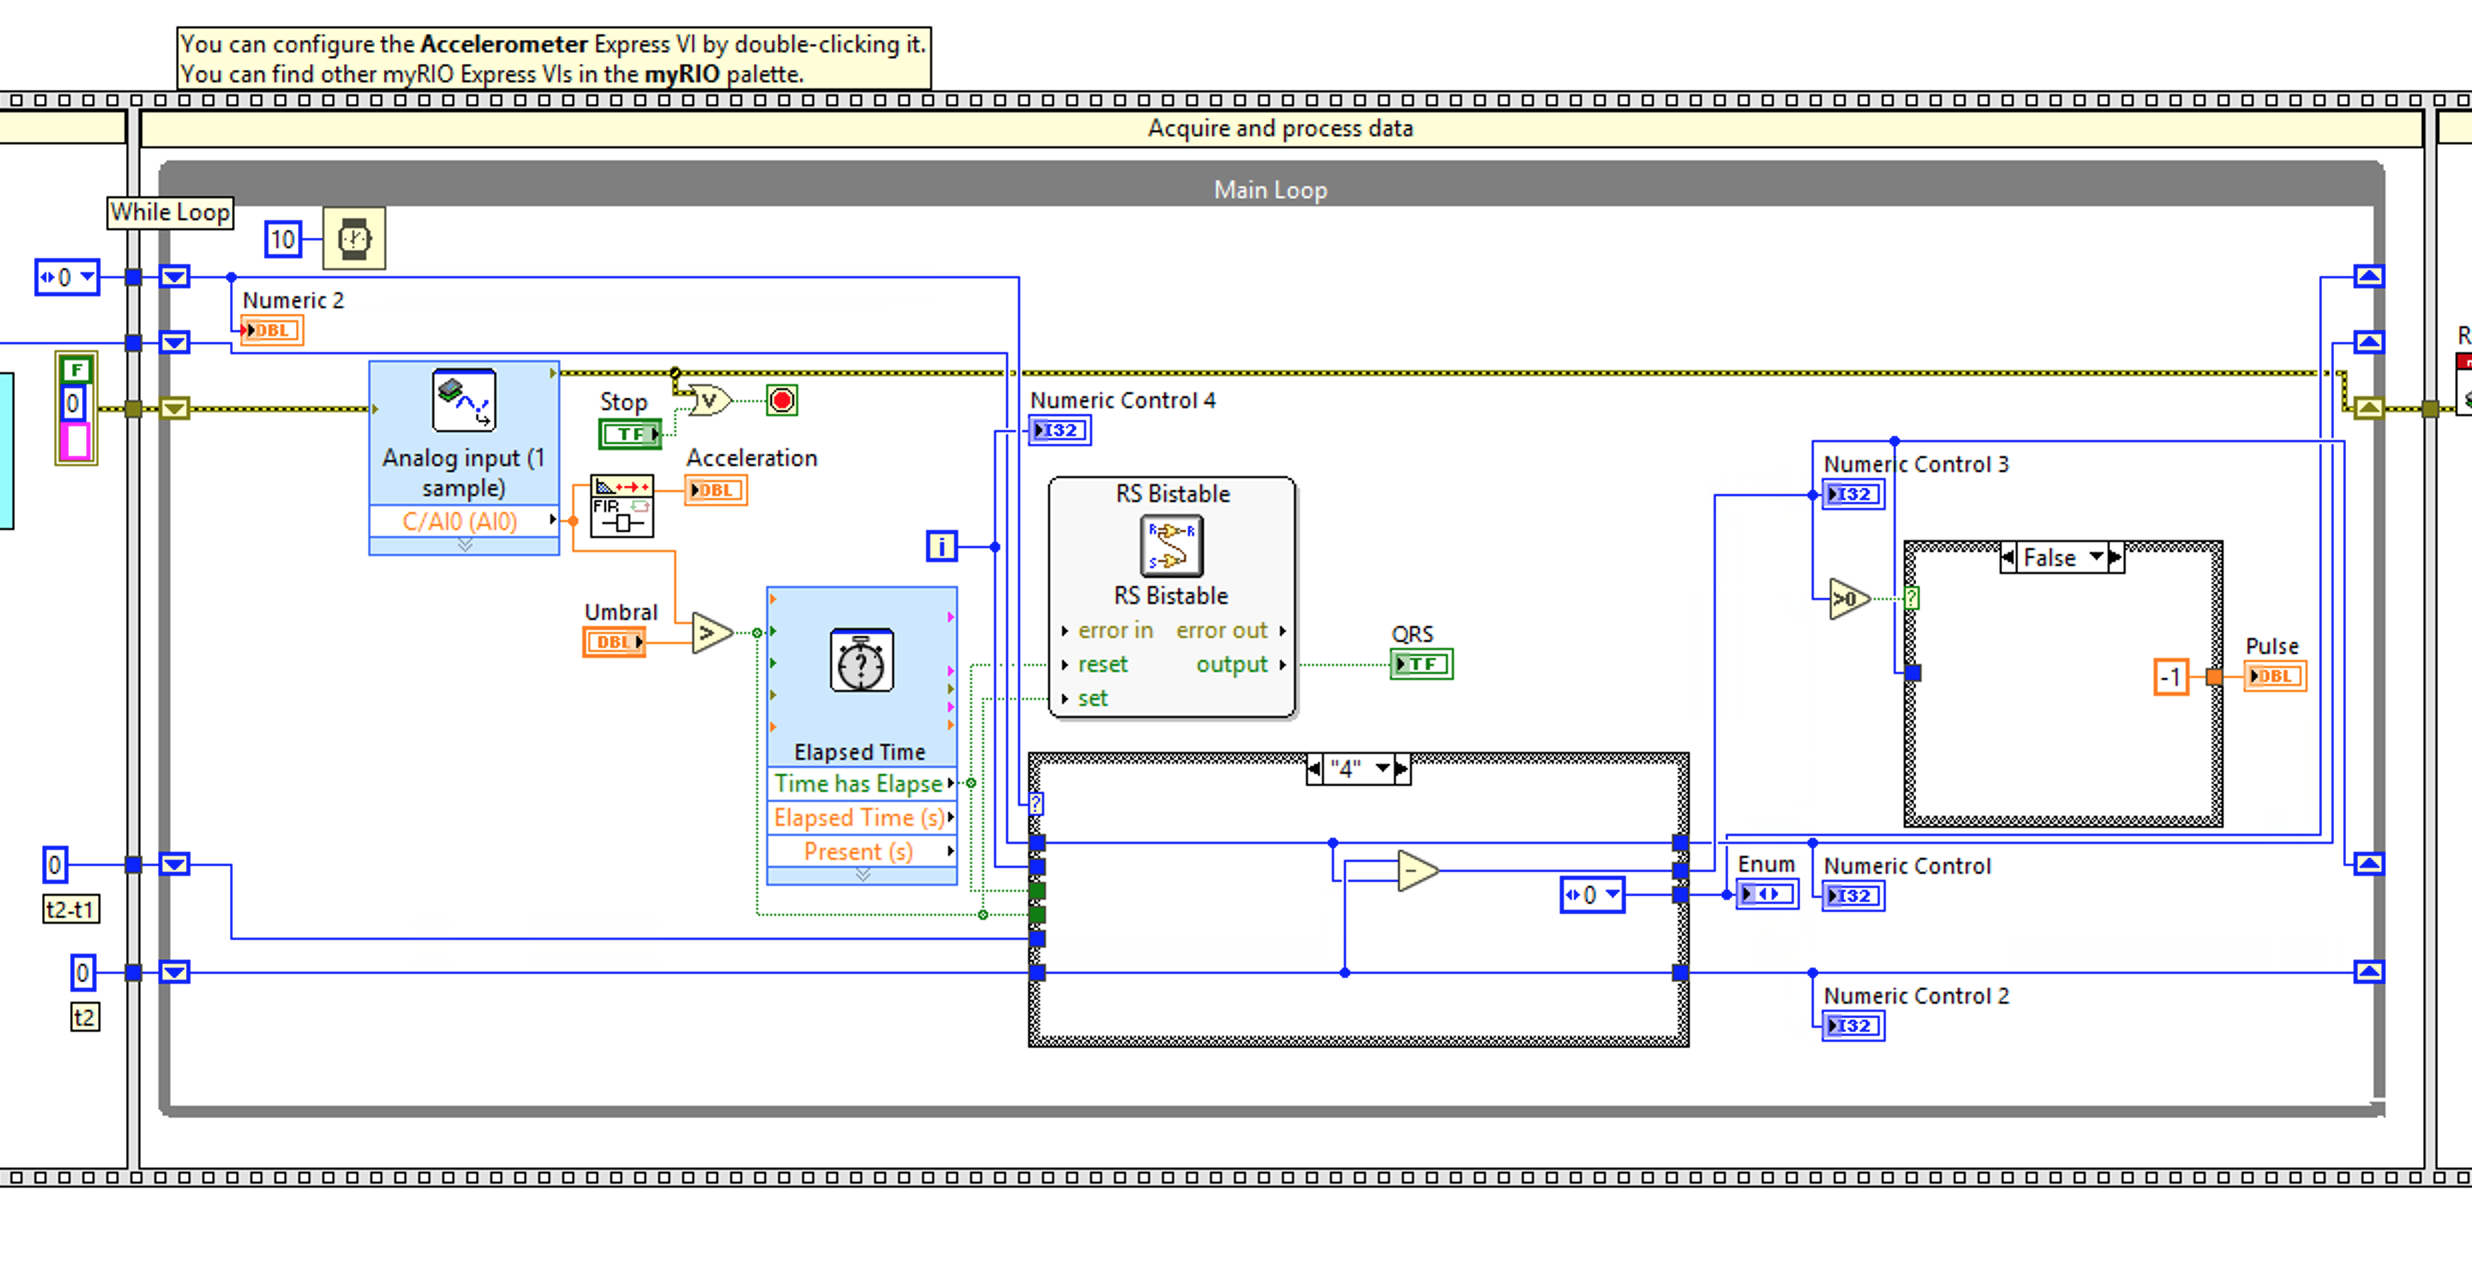 You can configure the Accelerometer Express VI by double-clicking it.
You can find other myRIO Express VIs in the myRIO palette.
Acquire and process data
Main Loop
While Loop
10
0
Numeric 2
DBL
F
0
Analog input (1
sample)
C/AI0 (AI0)
Stop
TF
V
Acceleration
DBL
FIR
Numeric Control 4
I32
i
Umbral
DBL
>
?
Elapsed Time
Time has Elapse
Elapsed Time (s)
Present (s)
RS Bistable
R
R
S
RS Bistable
error in
error out
reset
output
set
QRS
TF
"4"
?
-
0
Enum
Numeric Control
I32
Numeric Control 2
I32
Numeric Control 3
I32
>0
?
False
-1
Pulse
DBL
0
t2-t1
0
t2
R